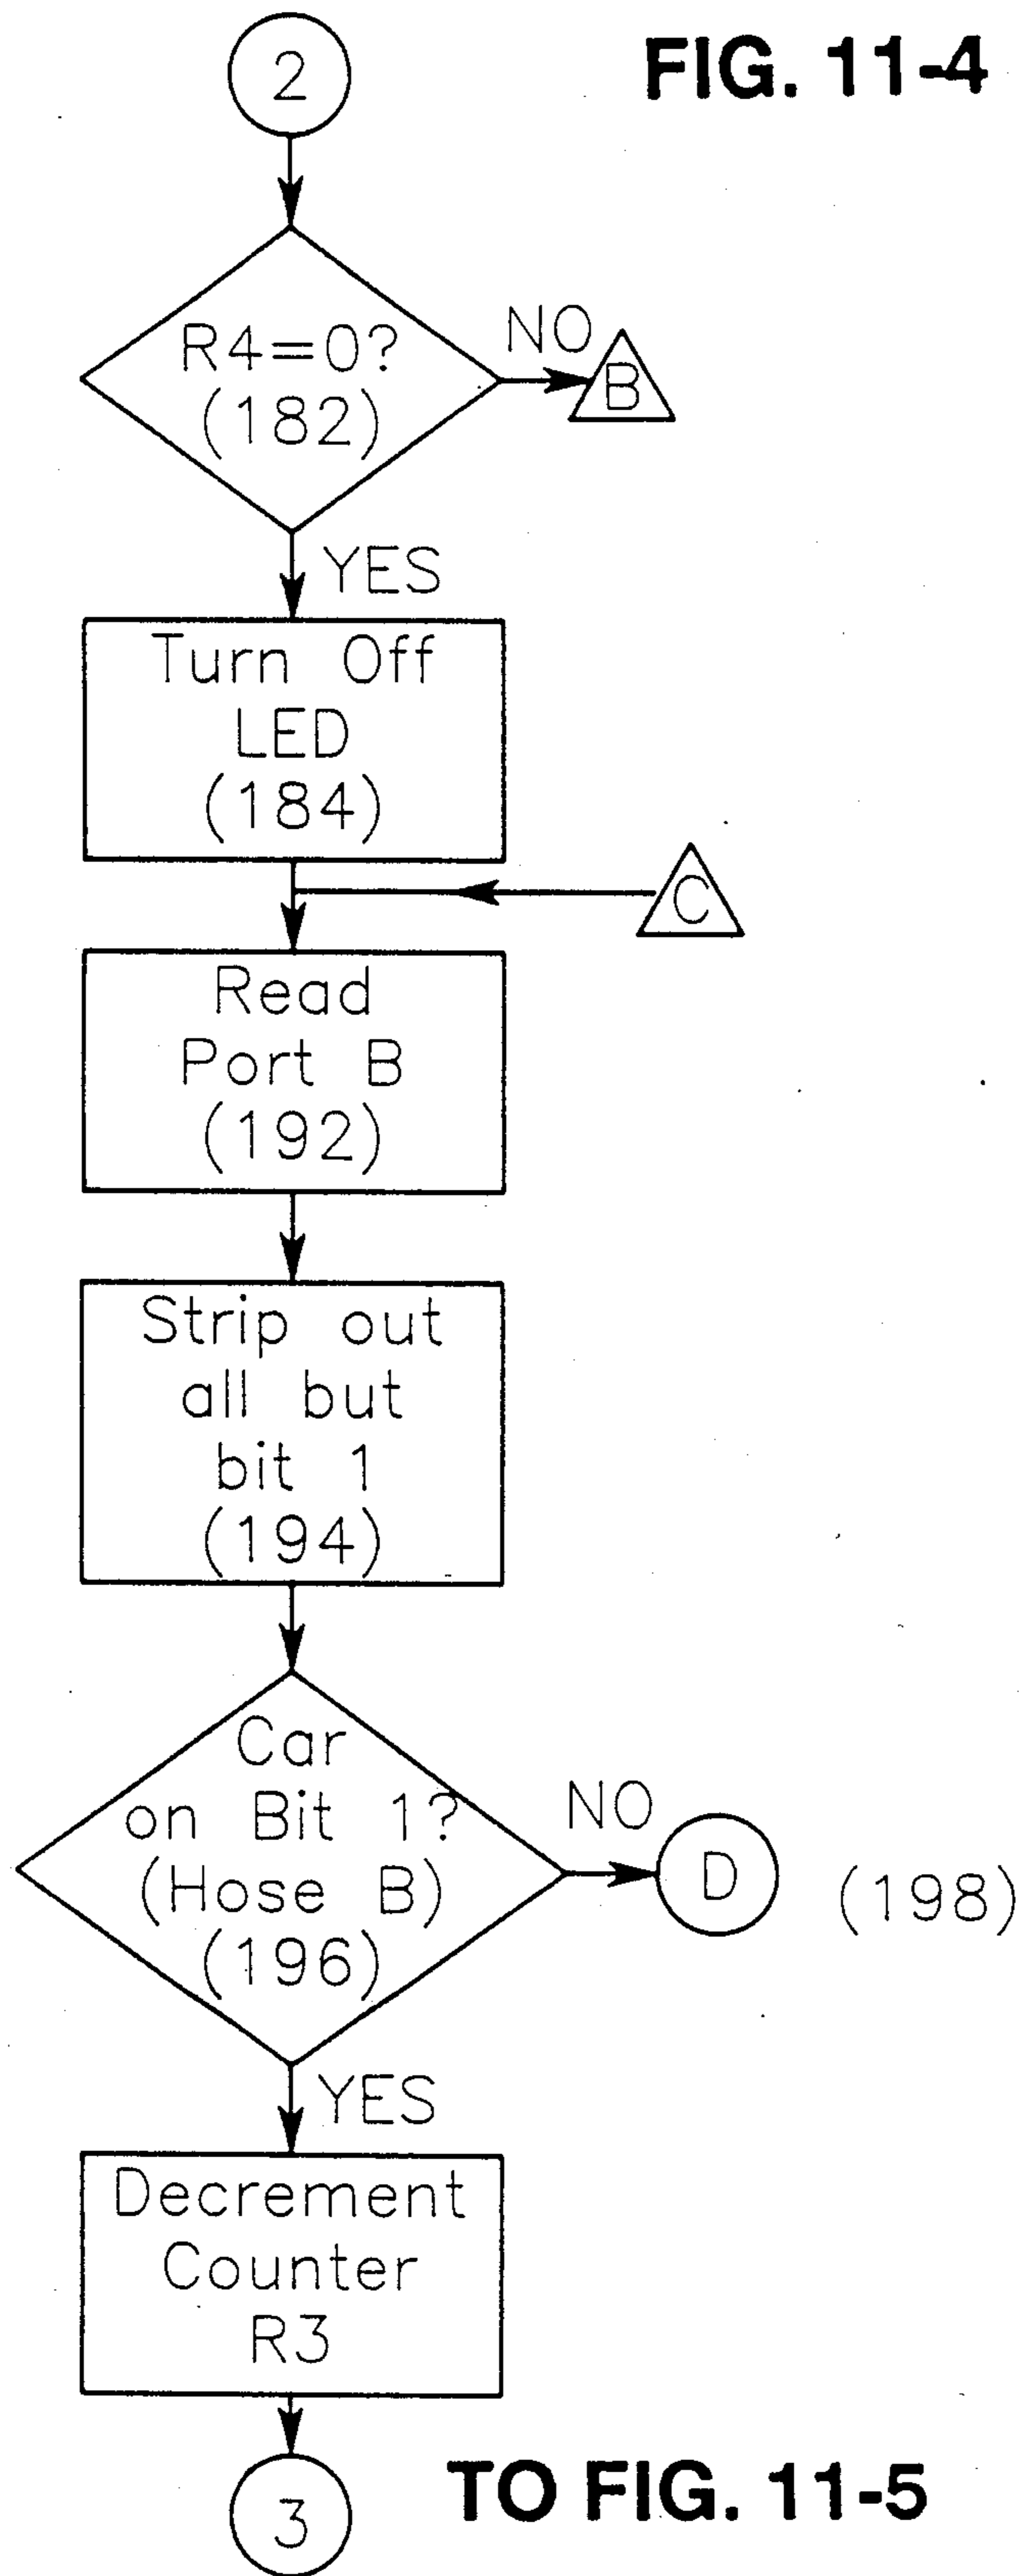 FIG. 11-4
2
R4=0?
(182)
NO
B
YES
Turn Off
LED
(184)
C
Read
Port B
(192)
Strip out
all but
bit 1
(194)
Car
on Bit 1?
(Hose B)
(196)
NO
D
(198)
YES
Decrement
Counter
R3
3
TO FIG. 11-5